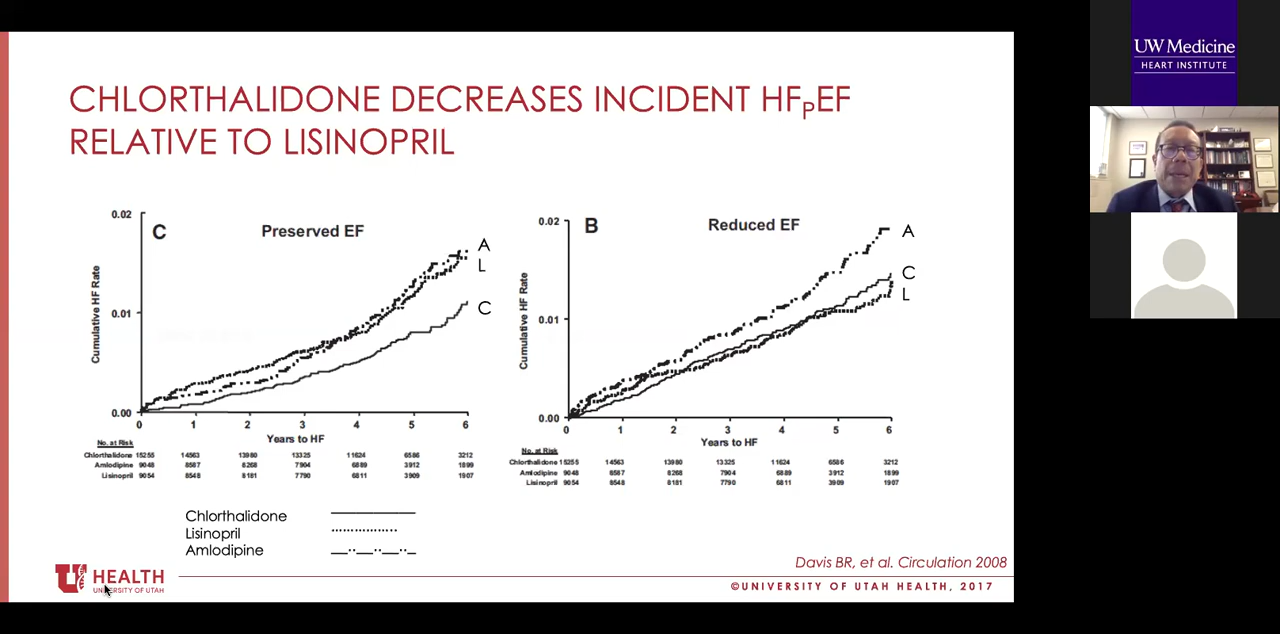 CHLORTHALIDONE DECREASES INCIDENT HFPEF
RELATIVE TO LISINOPRIL
0.02
C
Preserved EF
A
L
C
0.01
0.00
Cumulative HF Rate
0 1 2 3 4 5 6
Years to HF
No. at Risk
Chlorthalidone 15255 14563 13980 13325 11624 6586 3212
Amlodipine 9048 8587 8268 7904 6889 3912 1899
Lisinopril 9054 8548 8181 7790 6811 3909 1907
0.02
B
Reduced EF
A
C
L
0.01
0.00
Cumulative HF Rate
0 1 2 3 4 5 6
Years to HF
No. at Risk
Chlorthalidone 15255 14563 13980 13325 11624 6586 3212
Amlodipine 9048 8587 8268 7904 6889 3912 1899
Lisinopril 9054 8548 8181 7790 6811 3909 1907
Chlorthalidone
Lisinopril
Amlodipine
Davis BR, et al. Circulation 2008
U HEALTH
UNIVERSITY OF UTAH
©UNIVERSITY OF UTAH HEALTH, 2017
UW Medicine
HEART INSTITUTE